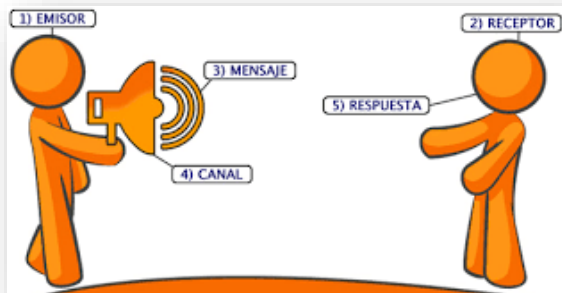 1) EMISOR
2) RECEPTOR
3) MENSAJE
5) RESPUESTA
4) CANAL